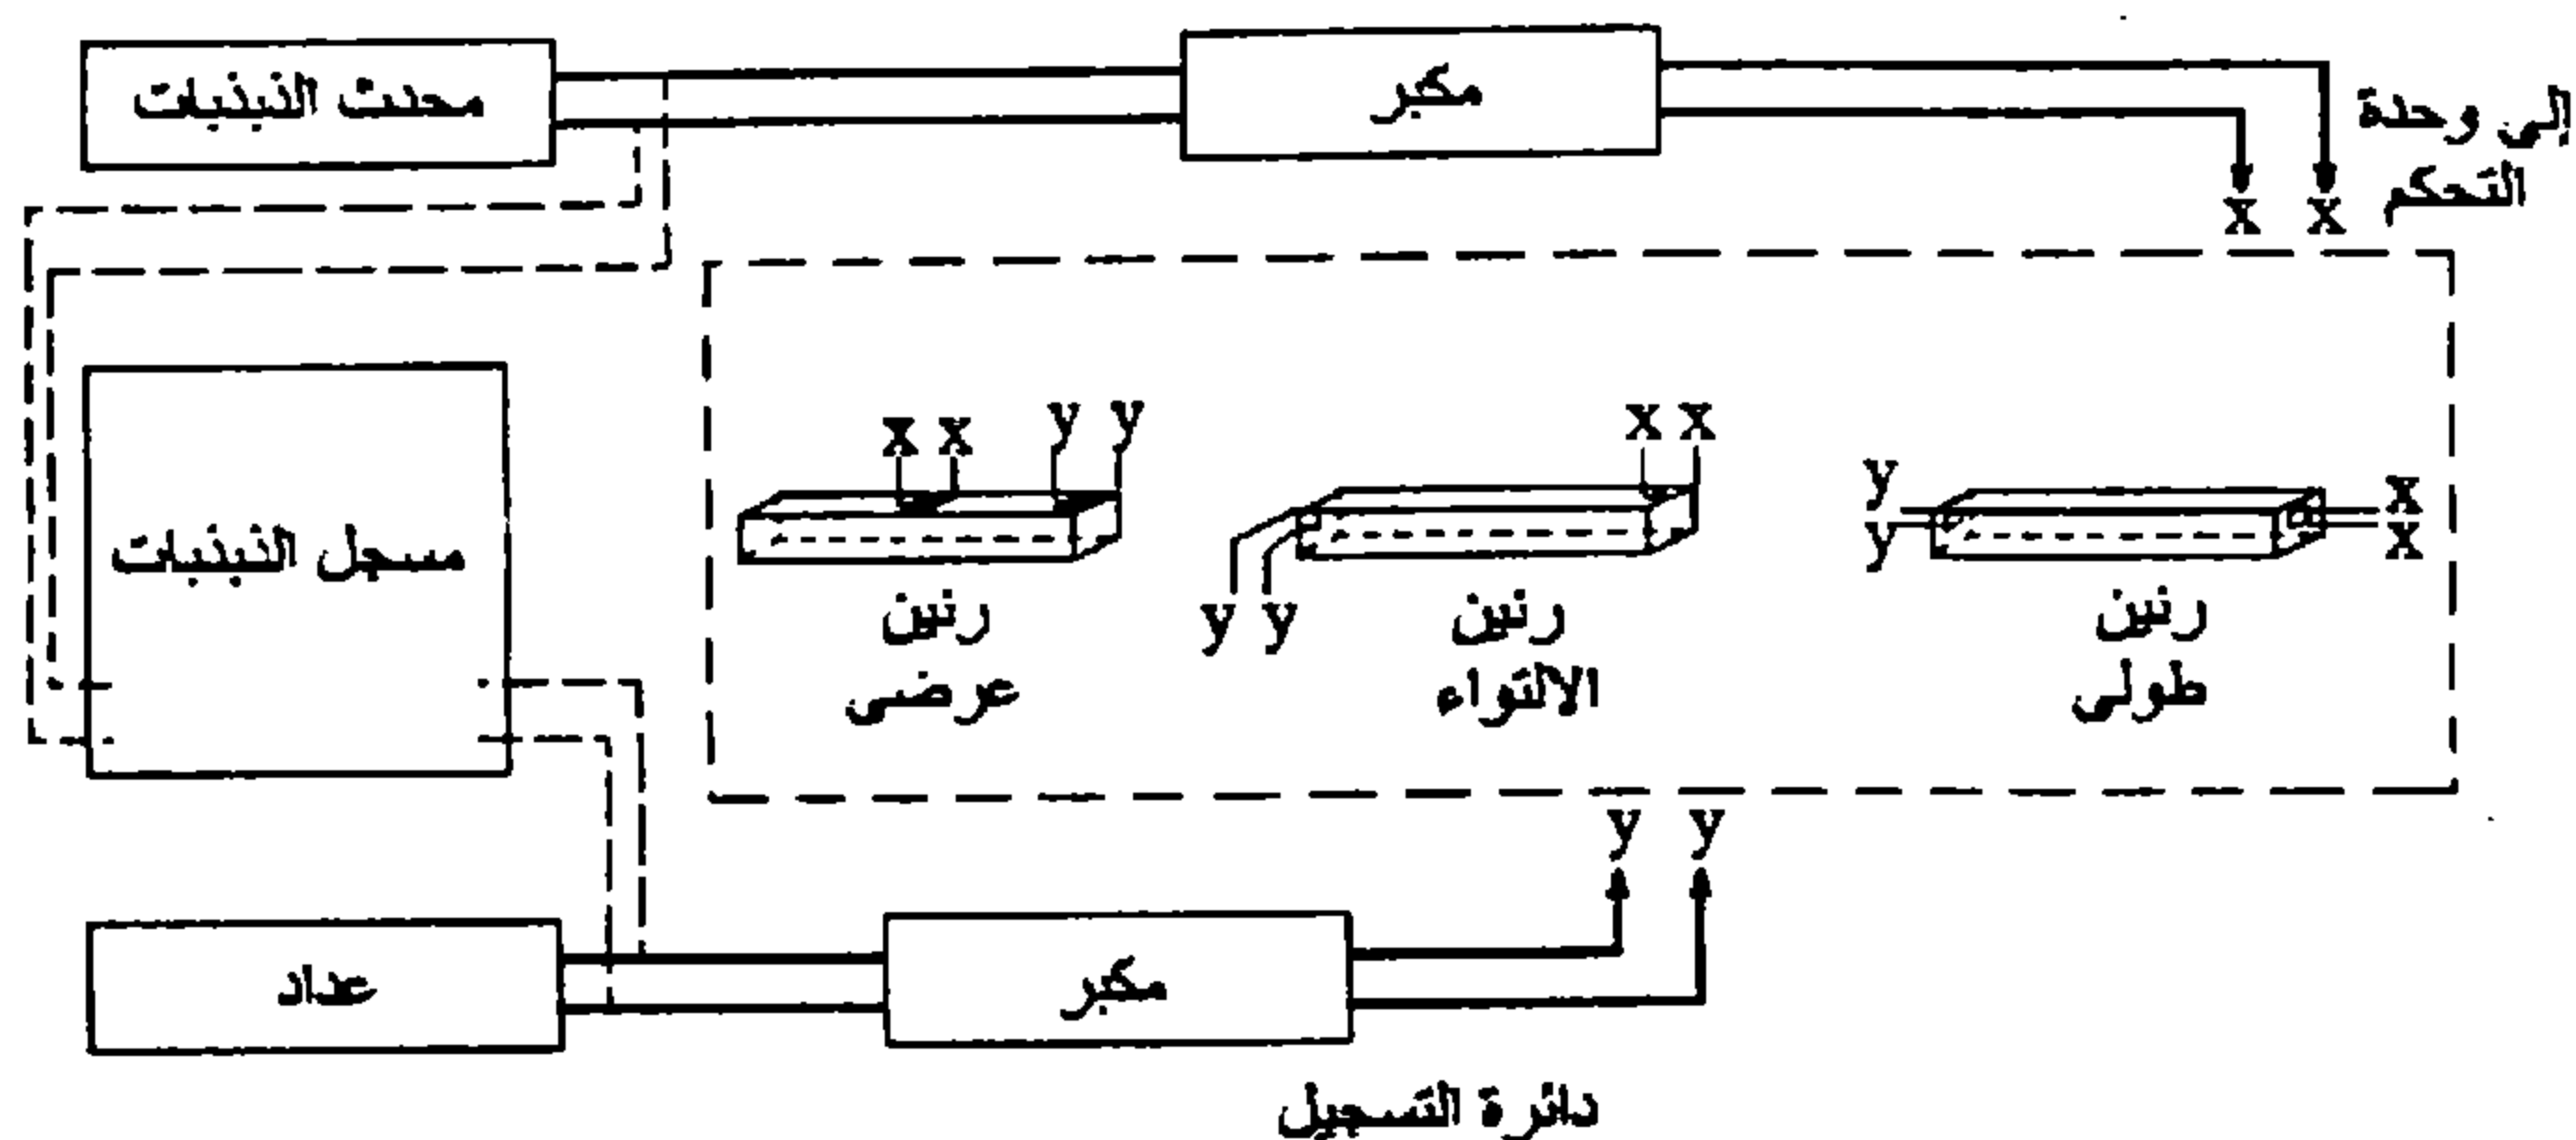 محدث الذبذبات
مكبر
إلى وحدة
التحكم
x x
x x
y y
x x
y
y
x
x
مسجل الذبذبات
y y
رنين
عرضى
رنين
الالتواء
رنين
طولى
y y
عداد
مكبر
دائرة التسجيل